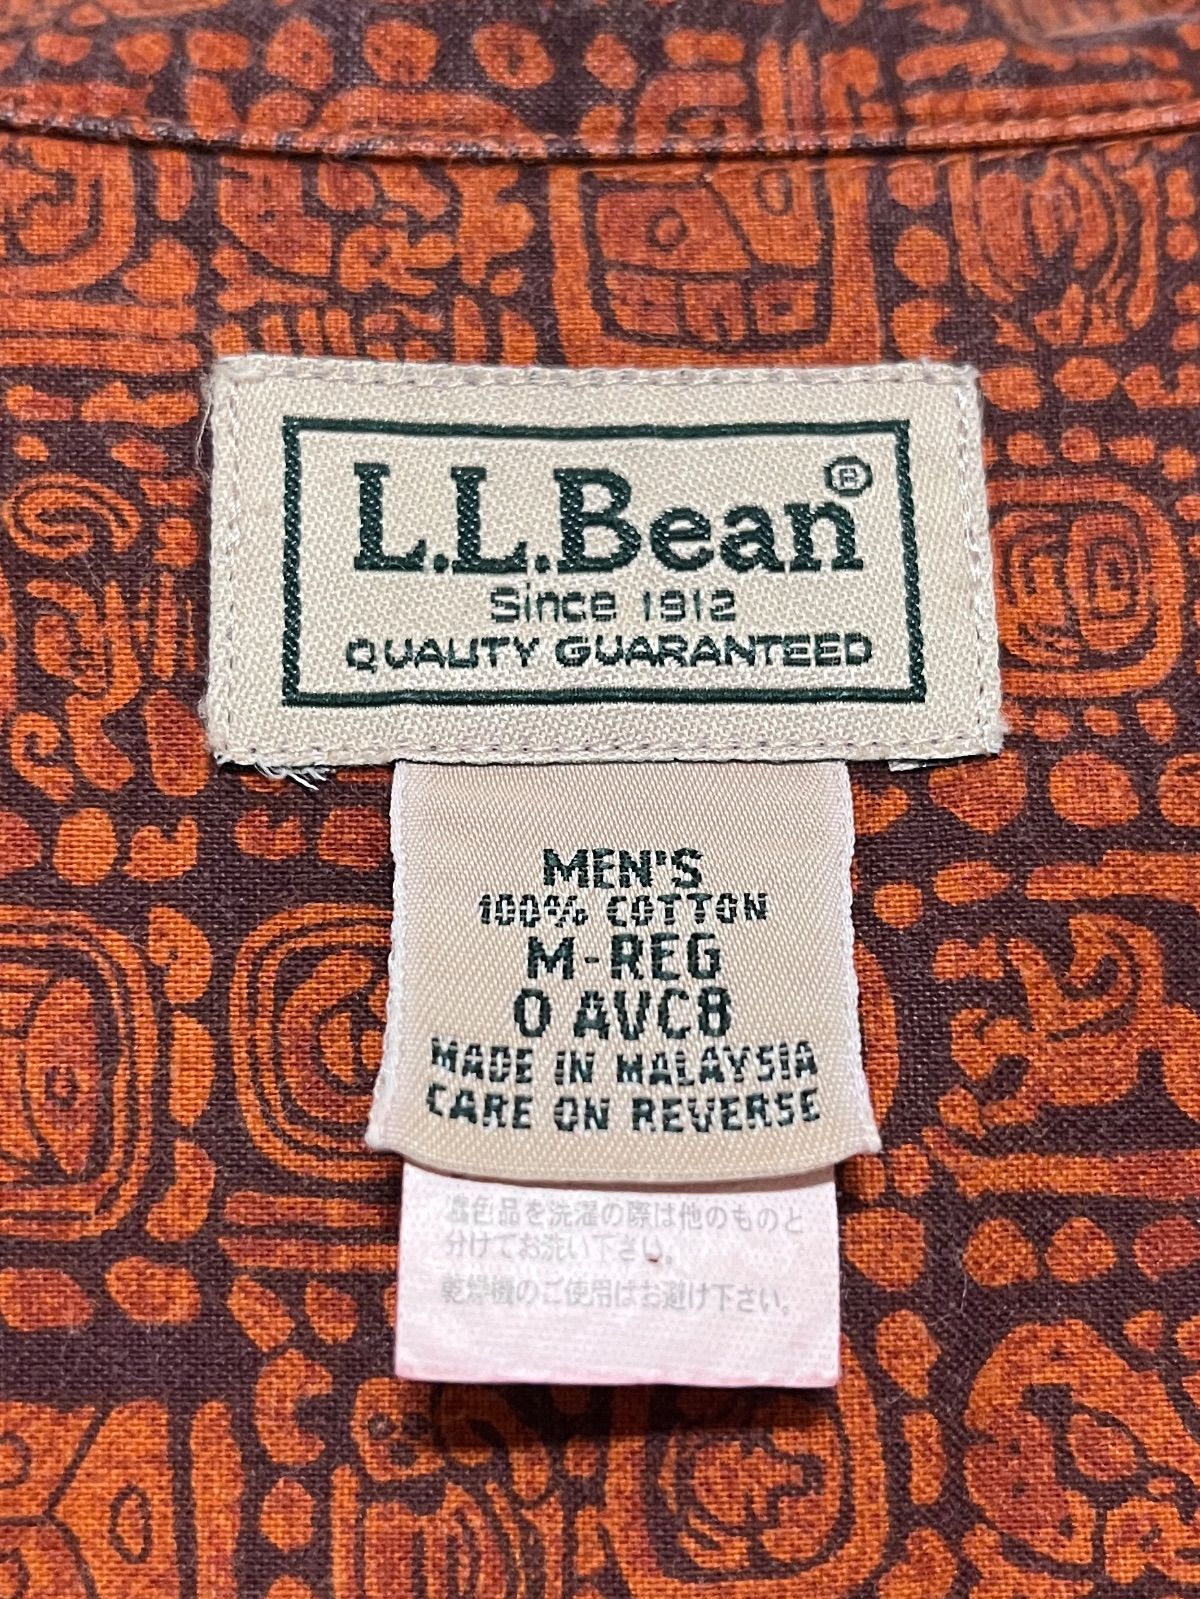 L.L.Bean®
Since 1912
QUALITY GUARANTEED
MEN'S
100% COTTON
M-REG
0 AVC8
MADE IN MALAYSIA
CARE ON REVERSE
濃色品を洗濯の際は他のものと
分けてお洗い下さい。
乾燥機のご使用はお避け下さい。